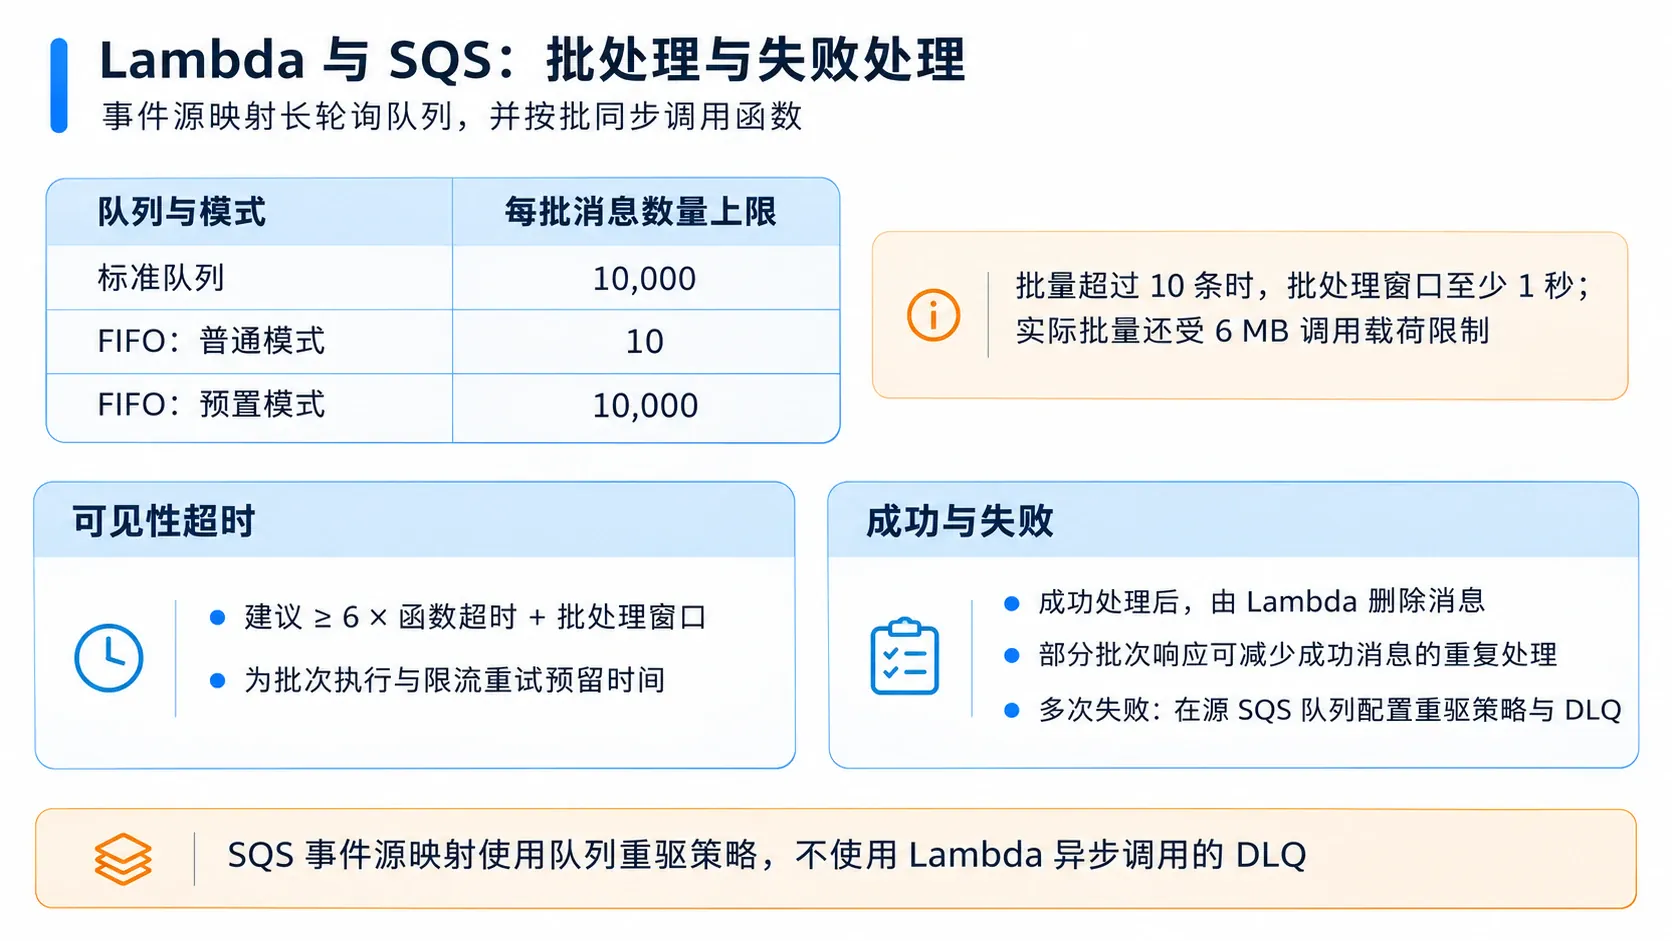 Lambda 与 SQS：批处理与失败处理
事件源映射长轮询队列，并按批同步调用函数
队列与模式 每批消息数量上限
标准队列 10,000
FIFO：普通模式 10
FIFO：预置模式 10,000
批量超过 10 条时，批处理窗口至少 1 秒；
实际批量还受 6 MB 调用载荷限制
可见性超时
建议 ≥ 6 × 函数超时 + 批处理窗口
为批次执行与限流重试预留时间
成功与失败
成功处理后，由 Lambda 删除消息
部分批次响应可减少成功消息的重复处理
多次失败：在源 SQS 队列配置重驱策略与 DLQ
SQS 事件源映射使用队列重驱策略，不使用 Lambda 异步调用的 DLQ